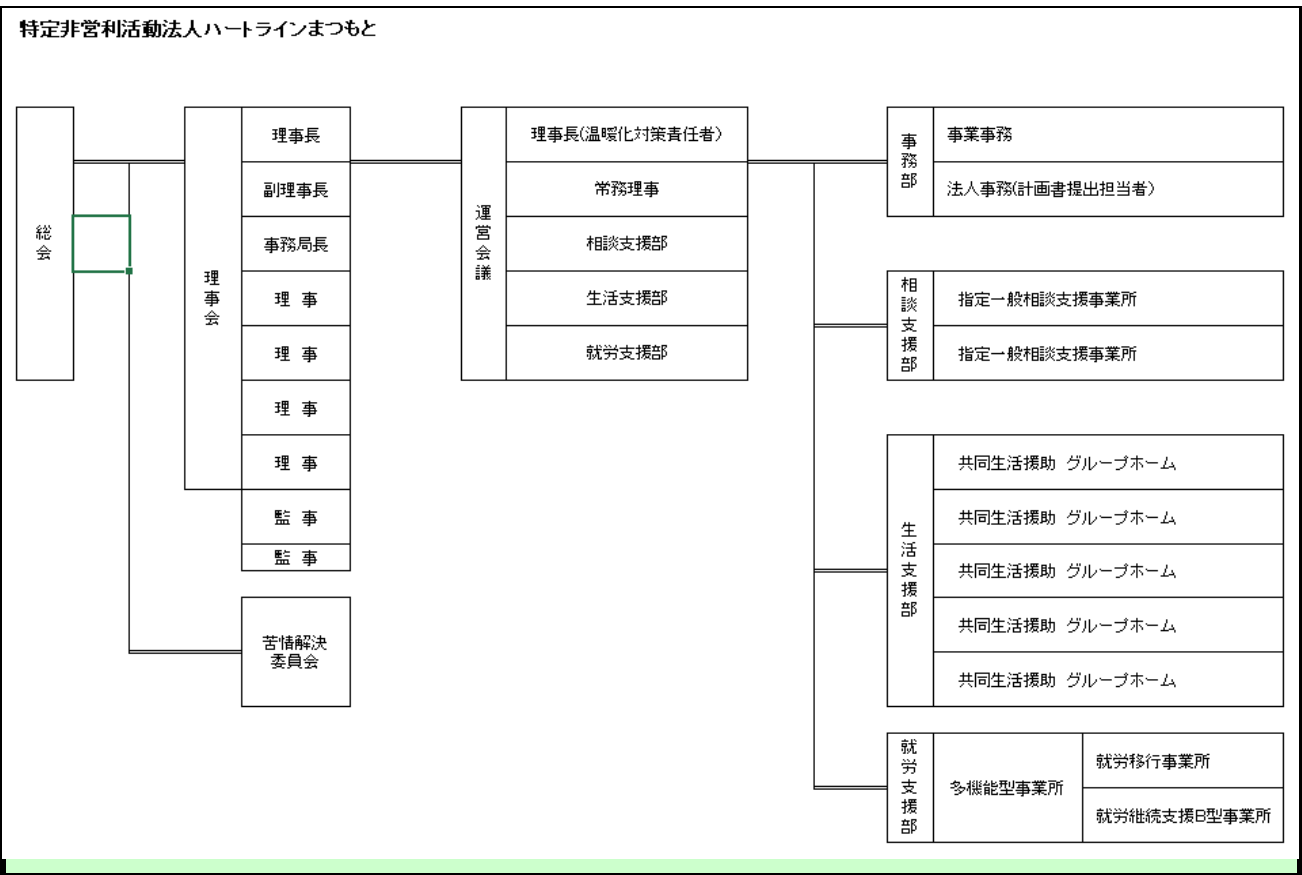 特定非営利活動法人ハートラインまつもと
総会
理事会
理事長
副理事長
事務局長
理 事
理 事
理 事
理 事
監 事
監 事
苦情解決
委員会
運営会議
理事長(温暖化対策責任者)
常務理事
相談支援部
生活支援部
就労支援部
事務部
事業事務
法人事務(計画書提出担当者)
相談支援部
指定一般相談支援事業所
指定一般相談支援事業所
生活支援部
共同生活援助 グループホーム
共同生活援助 グループホーム
共同生活援助 グループホーム
共同生活援助 グループホーム
共同生活援助 グループホーム
就労支援部
多機能型事業所
就労移行事業所
就労継続支援B型事業所